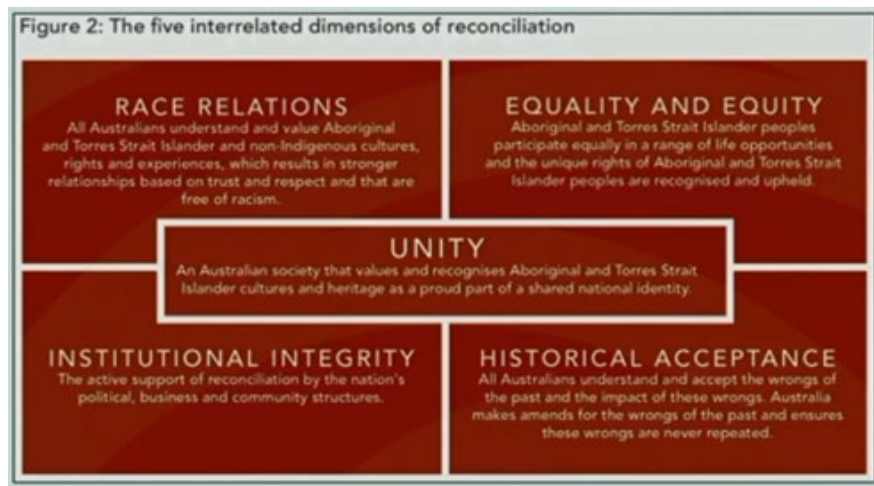 Figure 2: The five interrelated dimensions of reconciliation
RACE RELATIONS
All Australians understand and value Aboriginal
and Torres Strait Islander and non-Indigenous cultures,
rights and experiences, which results in stronger
relationships based on trust and respect and that are
free of racism.
EQUALITY AND EQUITY
Aboriginal and Torres Strait Islander peoples
participate equally in a range of life opportunities
and the unique rights of Aboriginal and Torres Strait
Islander peoples are recognised and upheld.
UNITY
An Australian society that values and recognises Aboriginal and Torres Strait
Islander cultures and heritage as a proud part of a shared national identity.
INSTITUTIONAL INTEGRITY
The active support of reconciliation by the nation's
political, business and community structures.
HISTORICAL ACCEPTANCE
All Australians understand and accept the wrongs of
the past and the impact of these wrongs. Australia
makes amends for the wrongs of the past and ensures
these wrongs are never repeated.